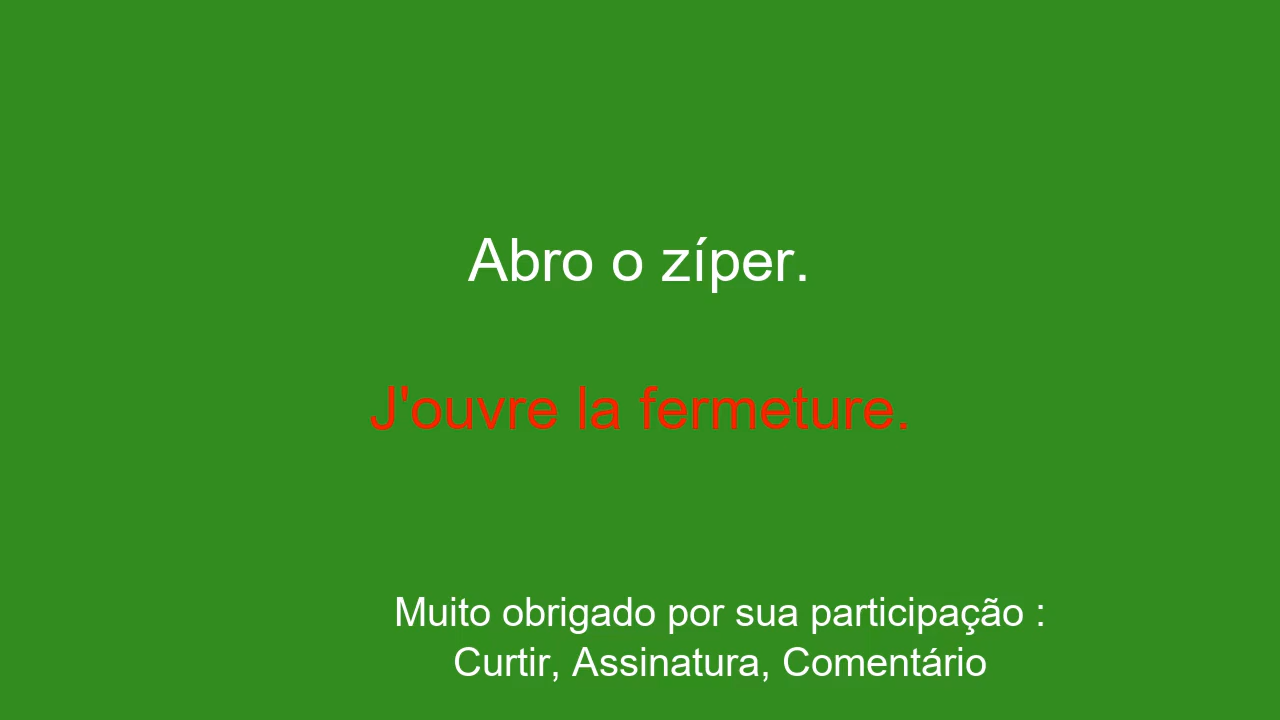 Abro o zíper.
J'ouvre la fermeture.
Muito obrigado por sua participação :
Curtir, Assinatura, Comentário